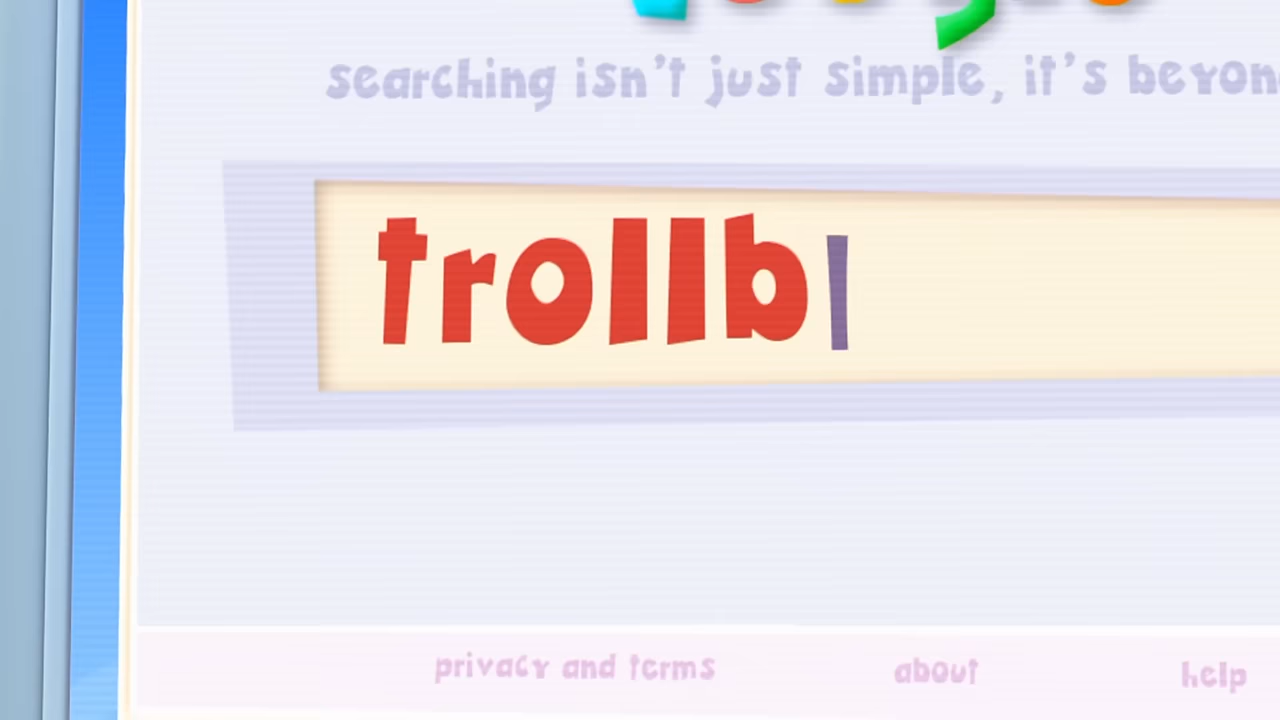 searching isn't just simple, it's beyon
trollb
privacy and terms about help